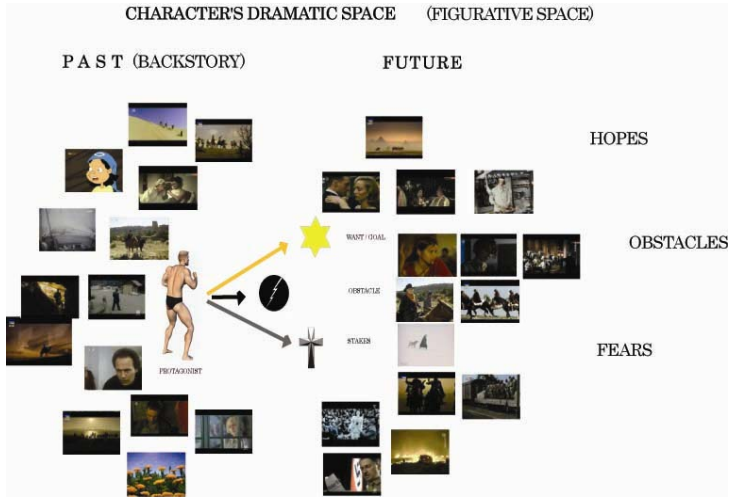 CHARACTER'S DRAMATIC SPACE (FIGURATIVE SPACE)
PAST (BACKSTORY)
FUTURE
HOPES
WANT / GOAL
OBSTACLES
OBSTACLE
STAKES
FEARS
PROTAGONIST